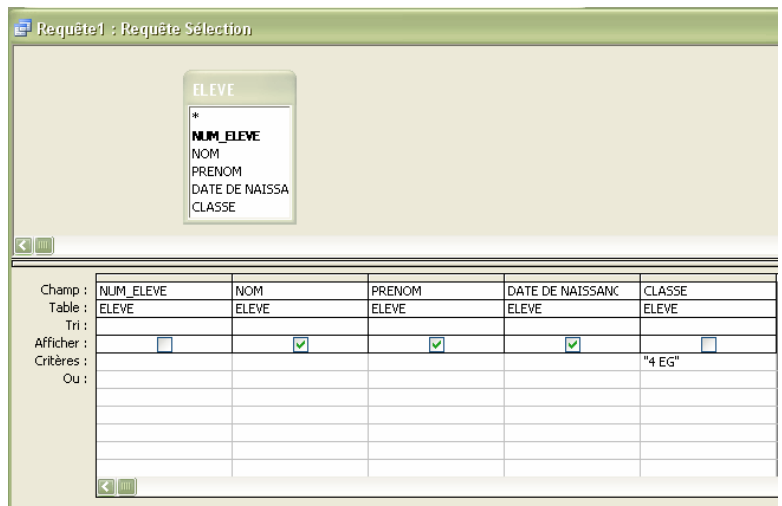 Requête1 : Requête Sélection
ELEVE
*
NUM_ELEVE
NOM
PRENOM
DATE DE NAISSA
CLASSE
Champ : NUM_ELEVE NOM PRENOM DATE DE NAISSANC CLASSE
Table : ELEVE ELEVE ELEVE ELEVE ELEVE
Tri :
Afficher :
Critères : "4 EG"
Ou :